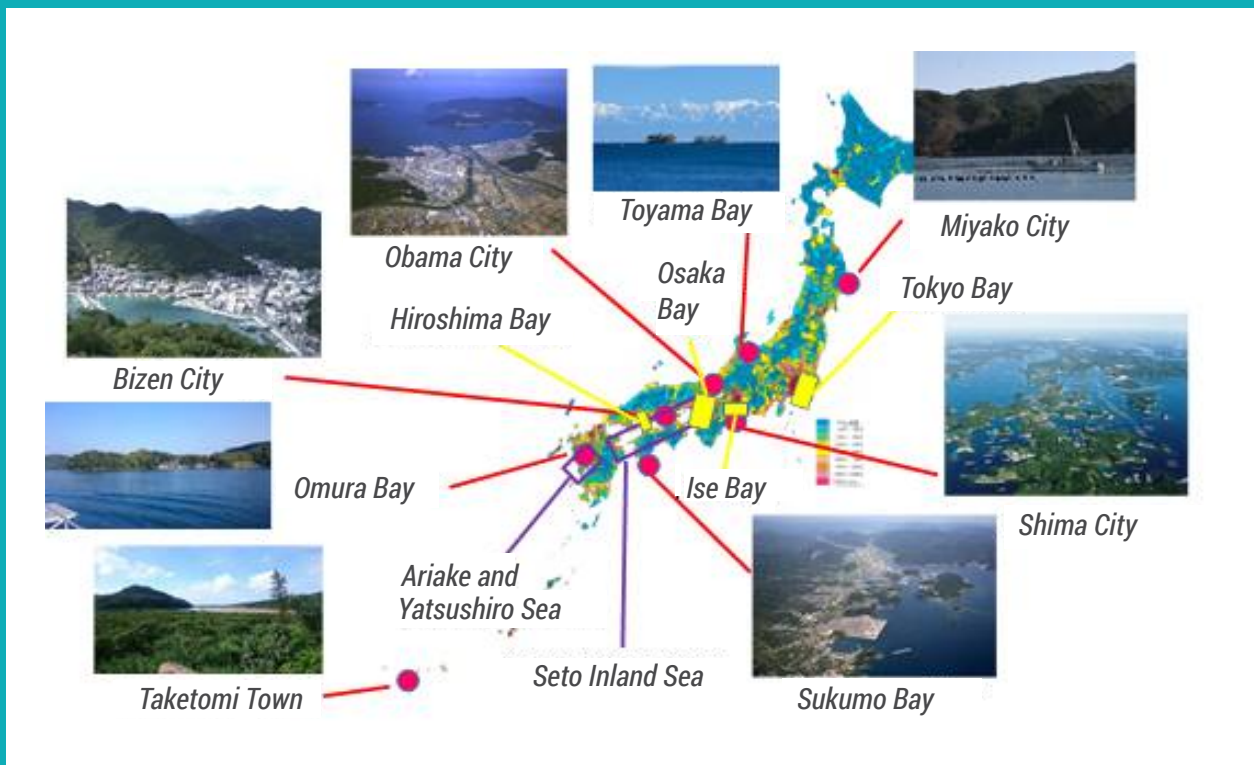 Toyama Bay
Miyako City
Obama City
Osaka
Bay
Tokyo Bay
Hiroshima Bay
Bizen City
Omura Bay
Ise Bay
Shima City
Ariake and
Yatsushiro Sea
Seto Inland Sea
Taketomi Town
Sukumo Bay